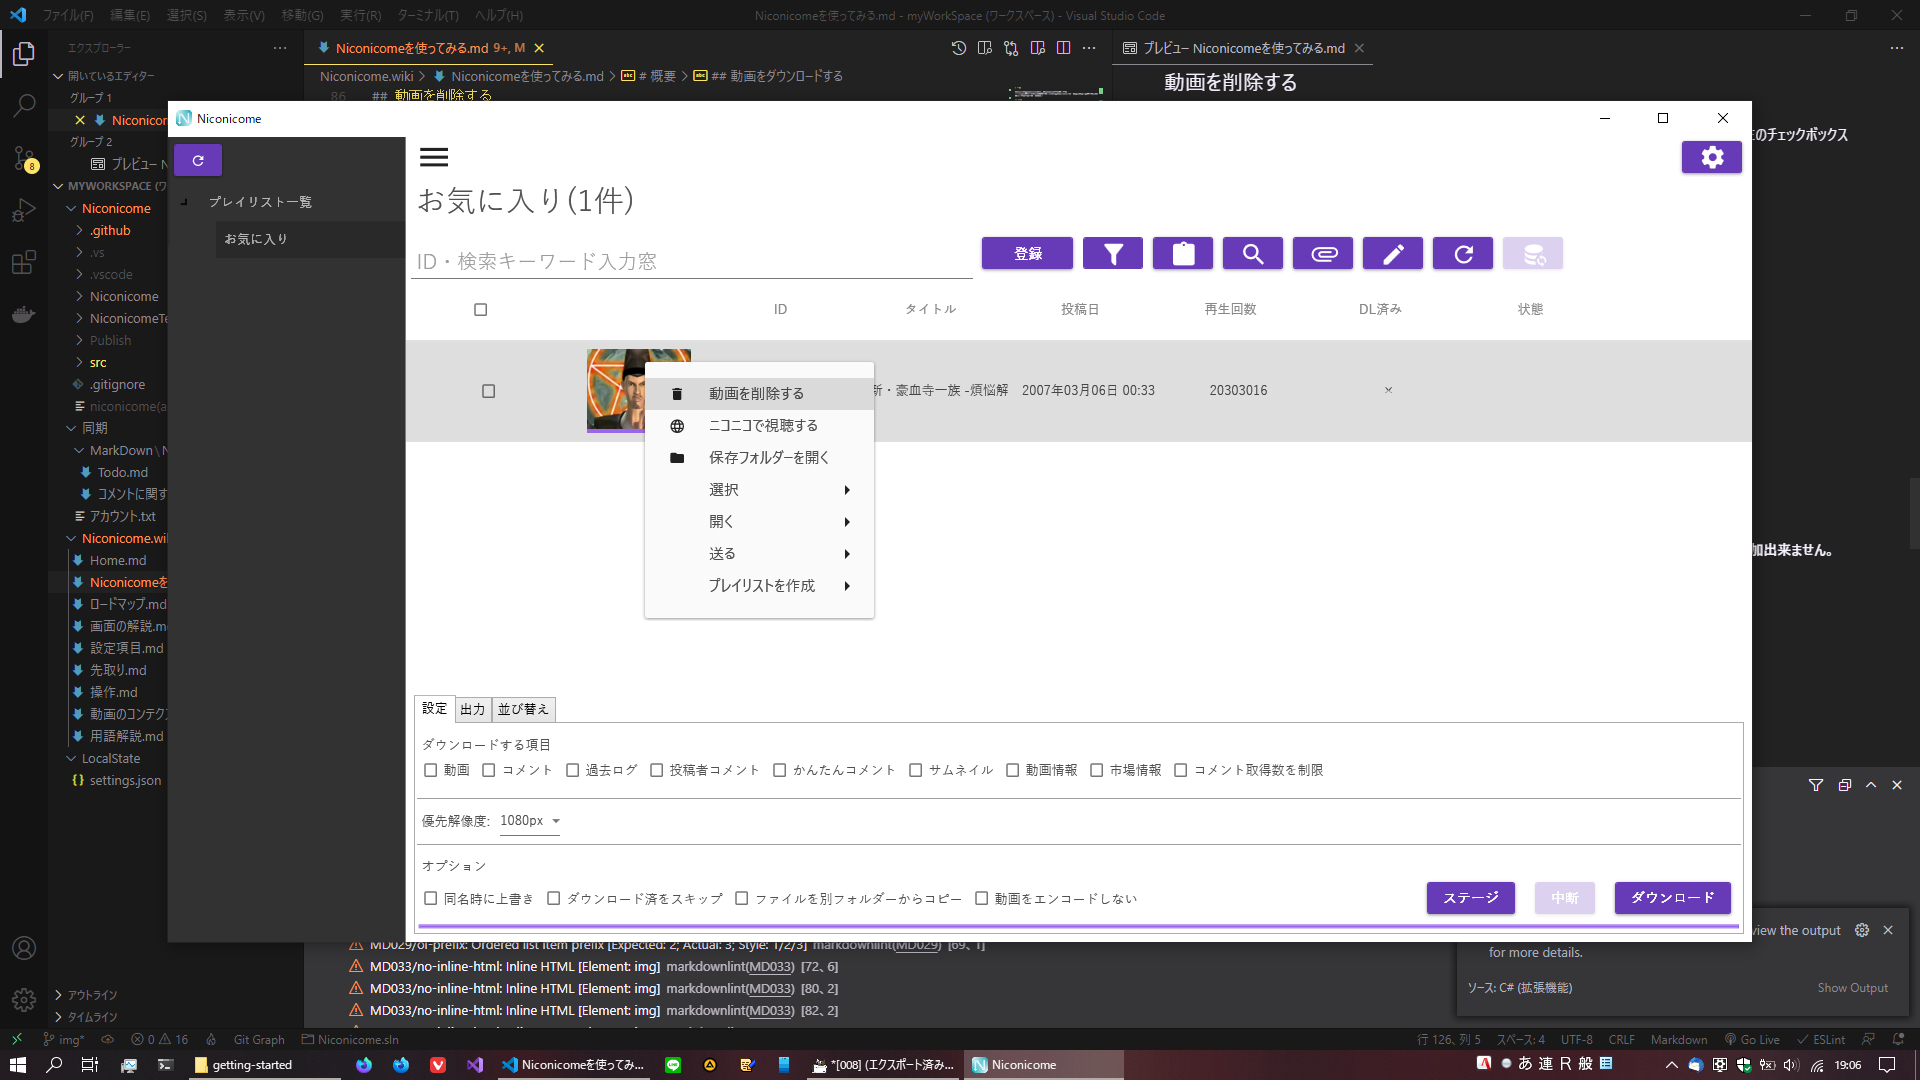 ファイル(F) 編集(E) 選択(S) 表示(V) 移動(G) 実行(R) ターミナル(T) ヘルプ(H)
Niconicomeを使ってみる.md - myWorkSpace (ワークスペース) - Visual Studio Code
エクスプローラー
開いているエディター
グループ 1
Niconicom
グループ 2
プレビュー N
MYWORKSPACE (ワ
Niconicome
.github
.vs
.vscode
Niconicome
NiconicomeTe
Publish
src
.gitignore
niconicome(a
同期
MarkDown\N
Todo.md
コメントに関す
アカウント.txt
Niconicome.wi
Home.md
Niconicomeを
ロードマップ.md
画面の解説.m
設定項目.md
先取り.md
操作.md
動画のコンテク
用語解説.md
LocalState
settings.json
アウトライン
タイムライン
Niconicomeを使ってみる.md 9+, M
Niconicome.wiki > Niconicomeを使ってみる.md > # 概要 > ## 動画をダウンロードする
86 ## 動画を削除する
プレビュー Niconicomeを使ってみる.md
動画を削除する
のチェックボックス
加出来ません。
Niconicome
プレイリスト一覧
お気に入り
お気に入り(1件)
ID・検索キーワード入力窓
登録
ID タイトル 投稿日 再生回数 DL済み 状態
新・豪血寺一族 -煩悩解 2007年03月06日 00:33 20303016 ×
動画を削除する
ニコニコで視聴する
保存フォルダーを開く
選択
開く
送る
プレイリストを作成
設定 出力 並び替え
ダウンロードする項目
動画 コメント 過去ログ 投稿者コメント かんたんコメント サムネイル 動画情報 市場情報 コメント取得数を制限
優先解像度: 1080px
オプション
同名時に上書き ダウンロード済をスキップ ファイルを別フォルダーからコピー 動画をエンコードしない
ステージ 中断 ダウンロード
MD029/ol-prefix: Ordered list item prefix [Expected: 2; Actual: 3; Style: 1/2/3] markdownlint(MD029) [69、1]
MD033/no-inline-html: Inline HTML [Element: img] markdownlint(MD033) [72、6]
MD033/no-inline-html: Inline HTML [Element: img] markdownlint(MD033) [80、2]
MD033/no-inline-html: Inline HTML [Element: img] markdownlint(MD033) [82、2]
view the output
for more details.
ソース: C# (拡張機能)
Show Output
8
img* 0 16 Git Graph Niconicome.sln
行 126、列 5 スペース: 4 UTF-8 CRLF Markdown Go Live ESLint
getting-started
Niconicomeを使ってみ...
*[008] (エクスポート済み...
Niconicome
A あ 連 R 般
19:06